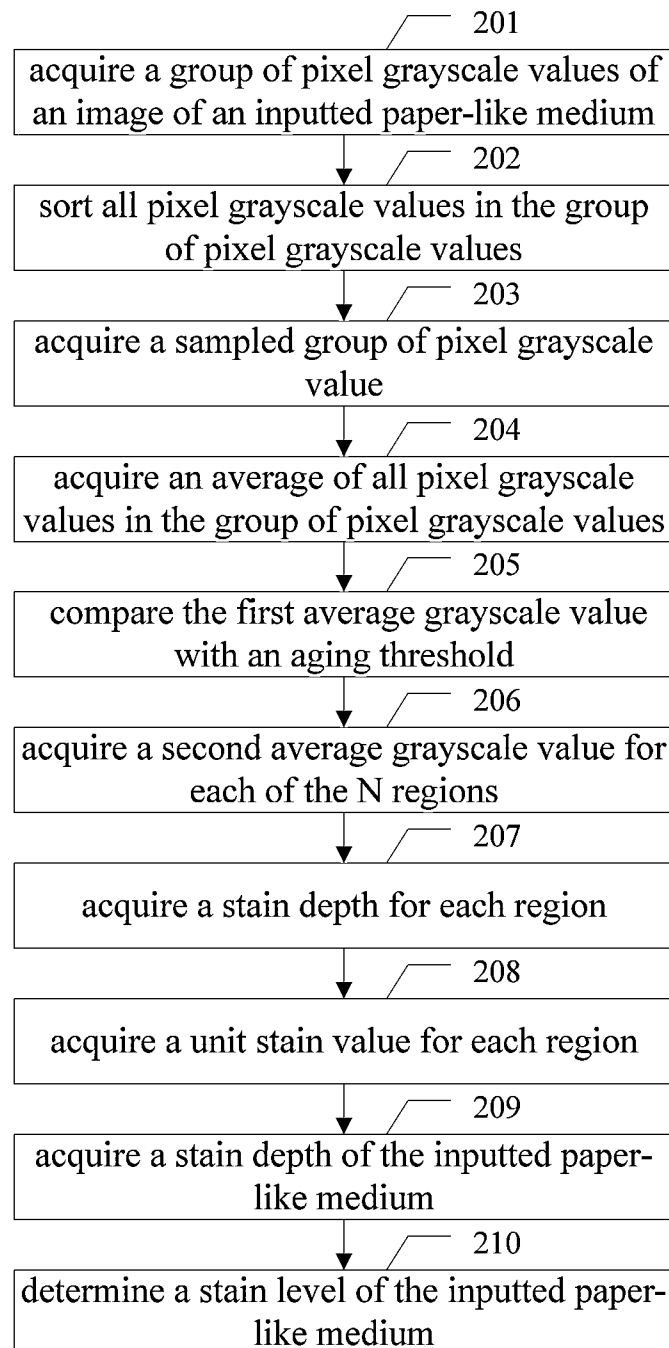 201
acquire a group of pixel grayscale values of
an image of an inputted paper-like medium
202
sort all pixel grayscale values in the group
of pixel grayscale values
203
acquire a sampled group of pixel grayscale
value
204
acquire an average of all pixel grayscale
values in the group of pixel grayscale values
205
compare the first average grayscale value
with an aging threshold
206
acquire a second average grayscale value for
each of the N regions
207
acquire a stain depth for each region
208
acquire a unit stain value for each region
209
acquire a stain depth of the inputted paper-
like medium
210
determine a stain level of the inputted paper-
like medium